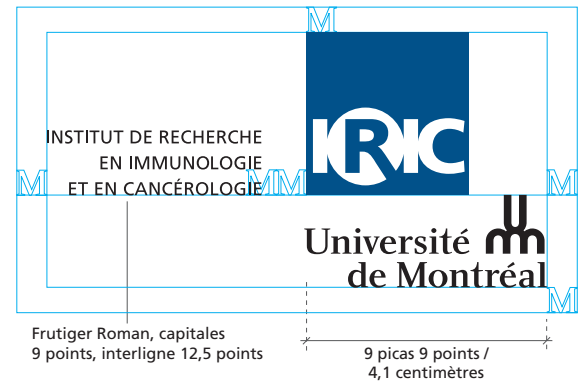 M
IRIC
INSTITUT DE RECHERCHE
EN IMMUNOLOGIE
ET EN CANCÉROLOGIE
M
MM
M
Université
de Montréal
M
Frutiger Roman, capitales
9 points, interligne 12,5 points
9 picas 9 points /
4,1 centimètres